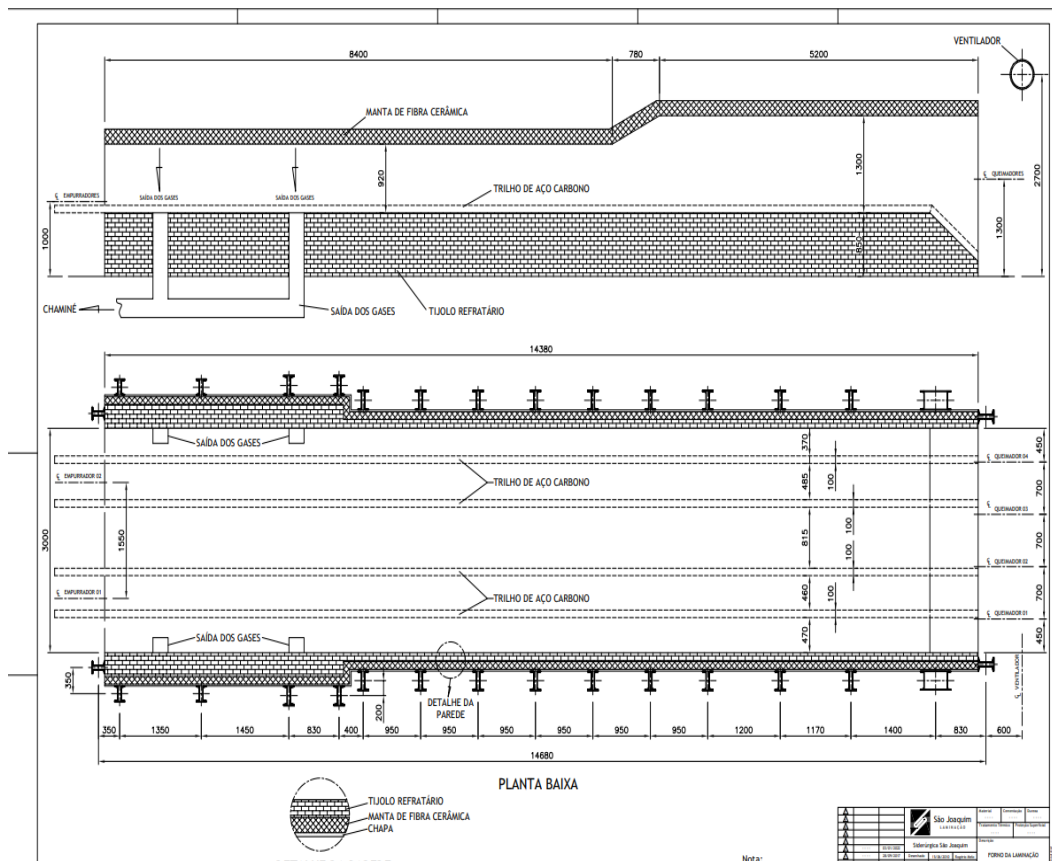 8400
780
5200
VENTILADOR
MANTA DE FIBRA CERÂMICA
920
1300
2700
TRILHO DE AÇO CARBONO
QUEIMADORES
EMPURRADORES
SAÍDA DOS GASES
SAÍDA DOS GASES
1000
850
1300
CHAMINÉ
SAÍDA DOS GASES
TIJOLO REFRATÁRIO
14380
SAÍDA DOS GASES
370
450
QUEIMADOR 04
EMPURRADOR 02
TRILHO DE AÇO CARBONO
485
100
700
QUEIMADOR 03
3000
1550
815
100
100
700
QUEIMADOR 02
EMPURRADOR 01
TRILHO DE AÇO CARBONO
460
100
700
QUEIMADOR 01
SAÍDA DOS GASES
470
450
350
200
DETALHE DA
PAREDE
VENTILADOR
350
1350
1450
830
400
950
950
950
950
950
950
1200
1170
1400
830
600
14680
PLANTA BAIXA
TIJOLO REFRATÁRIO
MANTA DE FIBRA CERÂMICA
CHAPA
São Joaquim
LAMINAÇÃO
Siderúrgica São Joaquim
FORNO DA LAMINAÇÃO
Nota: